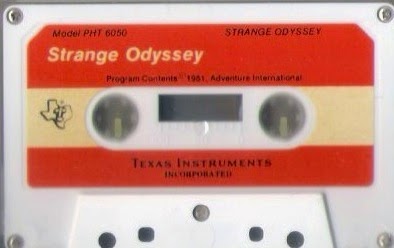 Model PHT 6050 STRANGE ODYSSEY
Strange Odyssey
Program Contents © 1981, Adventure International
TEXAS INSTRUMENTS
INCORPORATED